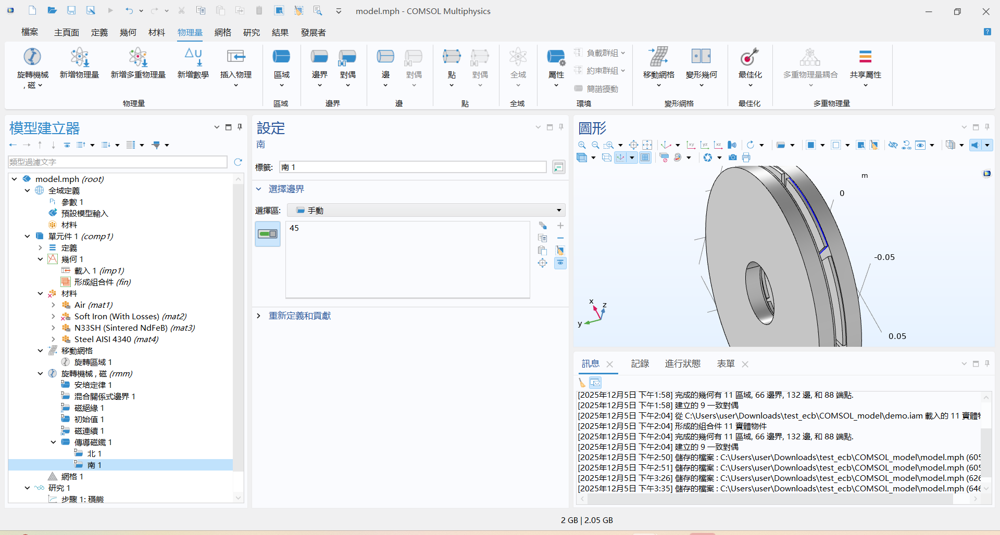 model.mph - COMSOL Multiphysics
檔案 主頁面 定義 幾何 材料 物理量 網格 研究 結果 發展者
旋轉機械, 磁 新增物理量 新增多重物理量 新增數學 插入物理
物理量
區域
區域
邊界 對偶
邊界
邊 對偶
邊
點 對偶
點
全域
全域
屬性
負載群組
約束群組
簡諧擾動
環境
移動網格 變形幾何
變形網格
最佳化
最佳化
多重物理量耦合 共享屬性
多重物理量
模型建立器
類型過濾文字
model.mph (root)
全域定義
Pi 參數 1
預設模型輸入
材料
單元件 1 (comp1)
定義
幾何 1
載入 1 (imp1)
形成組合件 (fin)
材料
Air (mat1)
Soft Iron (With Losses) (mat2)
N33SH (Sintered NdFeB) (mat3)
Steel AISI 4340 (mat4)
移動網格
旋轉區域 1
旋轉機械, 磁 (rmm)
安培定律 1
混合關係式邊界 1
磁絕緣 1
初始值 1
磁連續 1
傳導磁鐵 1
北 1
南 1
網格 1
研究 1
步驟 1: 穩態
設定
南
標籤: 南 1
選擇邊界
選擇區: 手動
45
重新定義和貢獻
圖形
m
0
-0.05
0.05
x
z
y
訊息 記錄 進行狀態 表單
[2025年12月5日 下午1:58] 完成的幾何有 11 區域, 66 邊界, 132 邊, 和 88 端點.
[2025年12月5日 下午1:58] 建立的 9 一致對偶
[2025年12月5日 下午2:04] 從 C:\Users\user\Downloads\test_ecb\COMSOL_model\demo.iam 載入的 11 實體
[2025年12月5日 下午2:04] 形成的組合件 11 實體物件
[2025年12月5日 下午2:04] 完成的幾何有 11 區域, 66 邊界, 132 邊, 和 88 端點.
[2025年12月5日 下午2:04] 建立的 9 一致對偶
[2025年12月5日 下午2:50] 儲存的檔案 : C:\Users\user\Downloads\test_ecb\COMSOL_model\model.mph (605
[2025年12月5日 下午2:51] 儲存的檔案 : C:\Users\user\Downloads\test_ecb\COMSOL_model\model.mph (605
[2025年12月5日 下午3:26] 儲存的檔案 : C:\Users\user\Downloads\test_ecb\COMSOL_model\model.mph (626
[2025年12月5日 下午3:35] 儲存的檔案 : C:\Users\user\Downloads\test_ecb\COMSOL_model\model.mph (646
2 GB | 2.05 GB